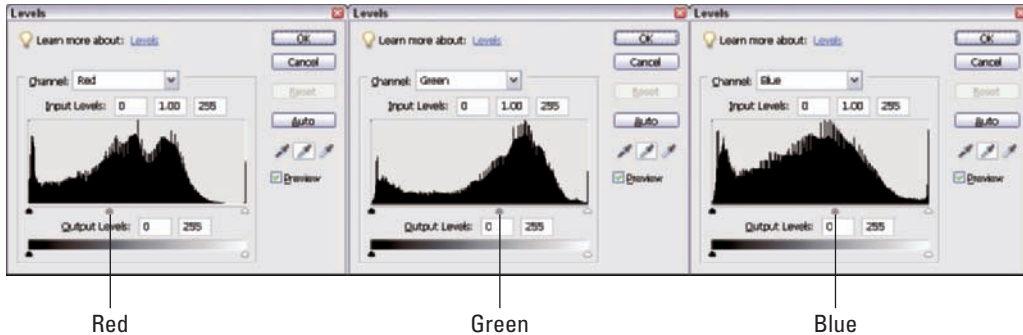 Levels
Learn more about: Levels
OK
Cancel
Reset
Auto
Preview
Channel: Red
Input Levels: 0 1.00 255
Output Levels: 0 255
Levels
Learn more about: Levels
OK
Cancel
Reset
Auto
Preview
Channel: Green
Input Levels: 0 1.00 255
Output Levels: 0 255
Levels
Learn more about: Levels
OK
Cancel
Reset
Auto
Preview
Channel: Blue
Input Levels: 0 1.00 255
Output Levels: 0 255
Red Green Blue